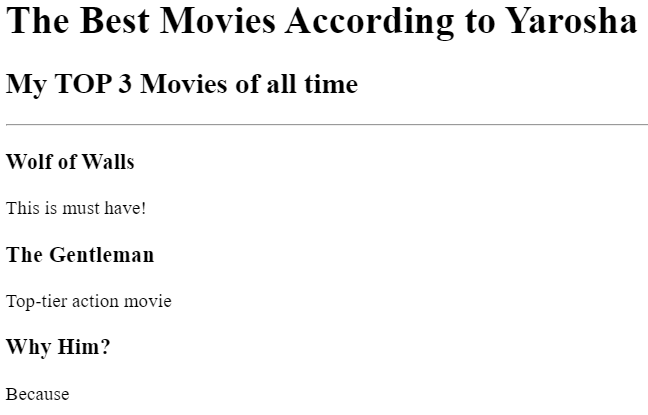 The Best Movies According to Yarosha
My TOP 3 Movies of all time
Wolf of Walls
This is must have!
The Gentleman
Top-tier action movie
Why Him?
Because